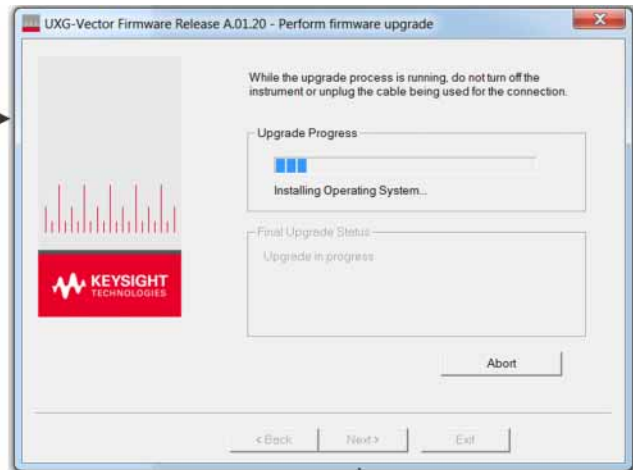 UXG-Vector Firmware Release A.01.20 - Perform firmware upgrade
While the upgrade process is running, do not turn off the
instrument or unplug the cable being used for the connection.
Upgrade Progress
Installing Operating System...
Final Upgrade Status
Upgrade in progress
KEYSIGHT
TECHNOLOGIES
Abort
< Back
Next >
Exit